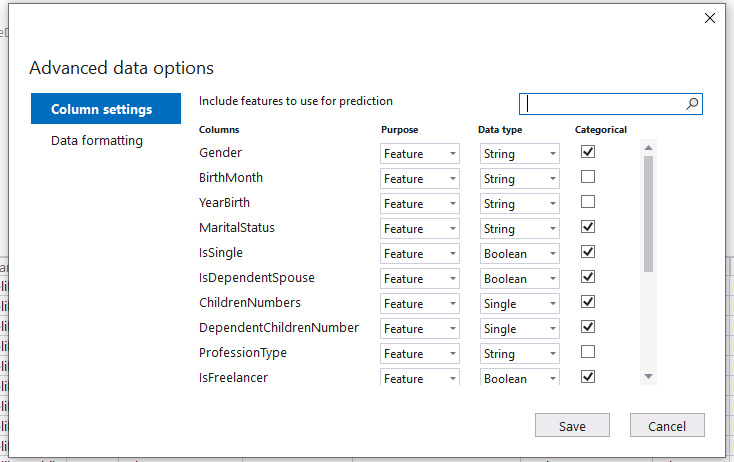 Advanced data options
Column settings
Data formatting
Include features to use for prediction
Columns Purpose Data type Categorical
Gender Feature String
BirthMonth Feature String
YearBirth Feature String
MaritalStatus Feature String
IsSingle Feature Boolean
IsDependentSpouse Feature Boolean
ChildrenNumbers Feature Single
DependentChildrenNumber Feature Single
ProfessionType Feature String
IsFreelancer Feature Boolean
Save Cancel